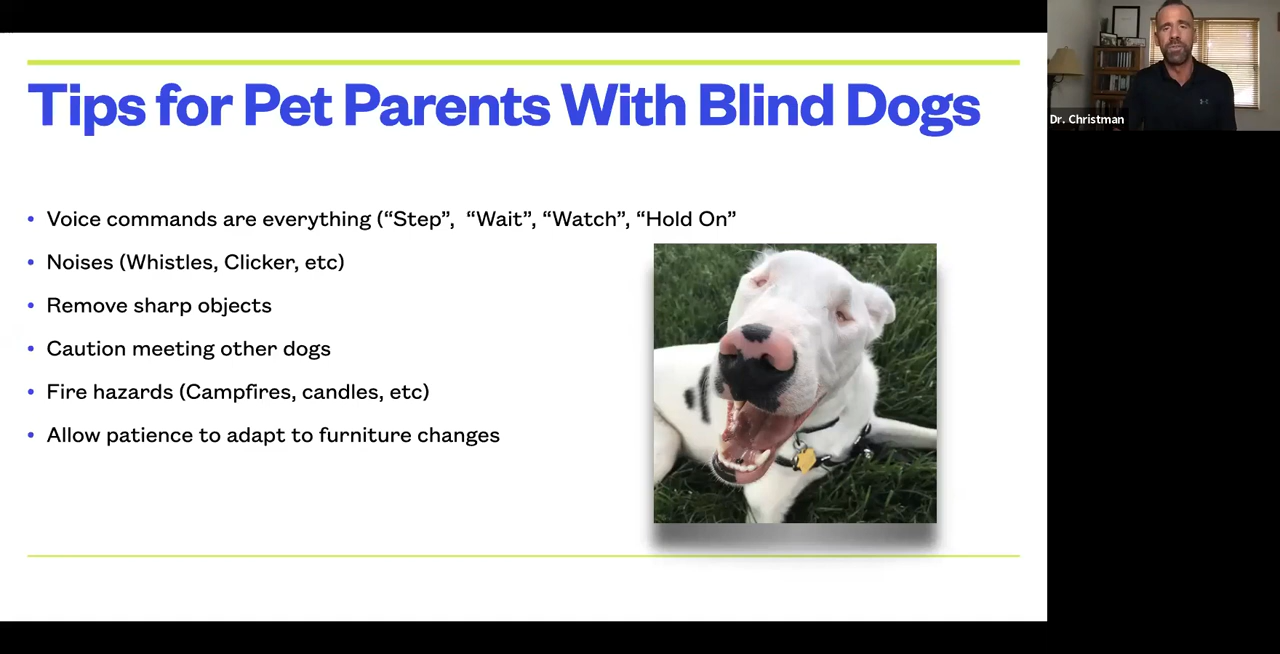 Tips for Pet Parents With Blind Dogs
• Voice commands are everything (“Step”,  “Wait”, “Watch”, “Hold On”
• Noises (Whistles, Clicker, etc)
• Remove sharp objects
• Caution meeting other dogs
• Fire hazards (Campfires, candles, etc)
• Allow patience to adapt to furniture changes
Dr. Christman